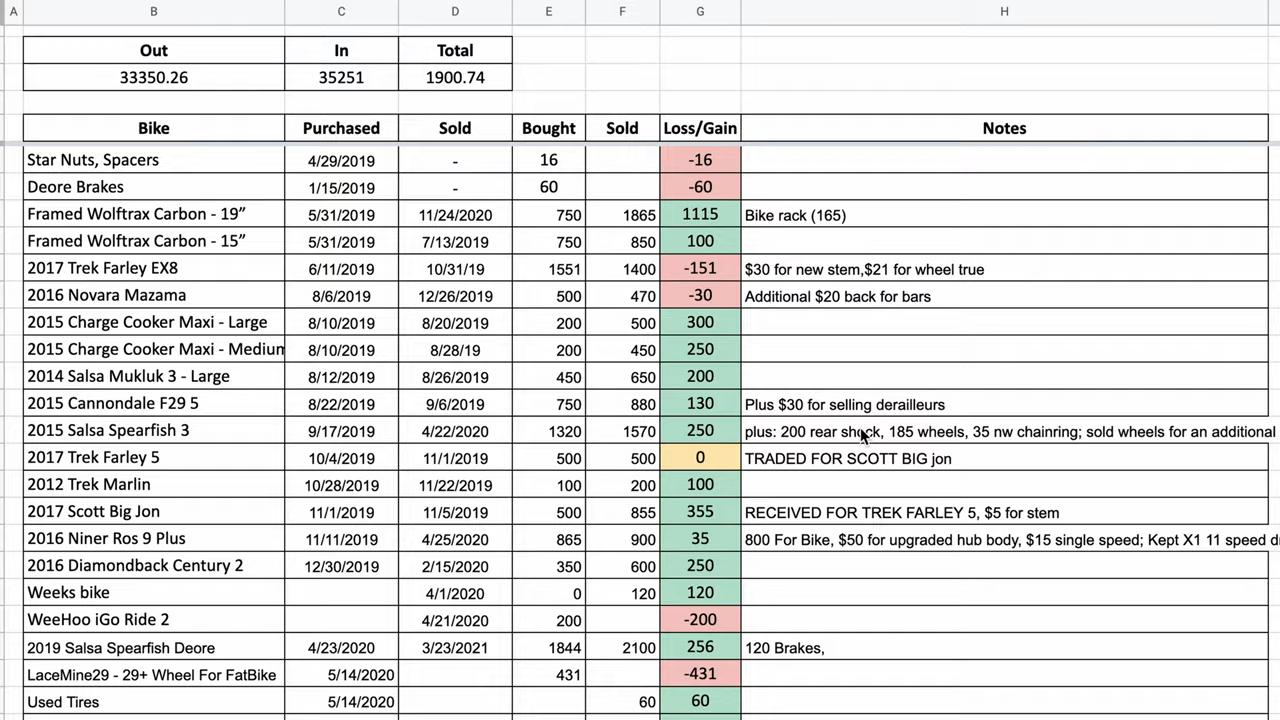 A B C D E F G H
Out In Total
33350.26 35251 1900.74
Bike Purchased Sold Bought Sold Loss/Gain Notes
Star Nuts, Spacers 4/29/2019 - 16 -16
Deore Brakes 1/15/2019 - 60 -60
Framed Wolftrax Carbon - 19” 5/31/2019 11/24/2020 750 1865 1115 Bike rack (165)
Framed Wolftrax Carbon - 15” 5/31/2019 7/13/2019 750 850 100
2017 Trek Farley EX8 6/11/2019 10/31/19 1551 1400 -151 $30 for new stem,$21 for wheel true
2016 Novara Mazama 8/6/2019 12/26/2019 500 470 -30 Additional $20 back for bars
2015 Charge Cooker Maxi - Large 8/10/2019 8/20/2019 200 500 300
2015 Charge Cooker Maxi - Medium 8/10/2019 8/28/19 200 450 250
2014 Salsa Mukluk 3 - Large 8/12/2019 8/26/2019 450 650 200
2015 Cannondale F29 5 8/22/2019 9/6/2019 750 880 130 Plus $30 for selling derailleurs
2015 Salsa Spearfish 3 9/17/2019 4/22/2020 1320 1570 250 plus: 200 rear shock, 185 wheels, 35 nw chainring; sold wheels for an additional
2017 Trek Farley 5 10/4/2019 11/1/2019 500 500 0 TRADED FOR SCOTT BIG jon
2012 Trek Marlin 10/28/2019 11/22/2019 100 200 100
2017 Scott Big Jon 11/1/2019 11/5/2019 500 855 355 RECEIVED FOR TREK FARLEY 5, $5 for stem
2016 Niner Ros 9 Plus 11/11/2019 4/25/2020 865 900 35 800 For Bike, $50 for upgraded hub body, $15 single speed; Kept X1 11 speed
2016 Diamondback Century 2 12/30/2019 2/15/2020 350 600 250
Weeks bike 4/1/2020 0 120 120
WeeHoo iGo Ride 2 4/21/2020 200 -200
2019 Salsa Spearfish Deore 4/23/2020 3/23/2021 1844 2100 256 120 Brakes,
LaceMine29 - 29+ Wheel For FatBike 5/14/2020 431 -431
Used Tires 5/14/2020 60 60